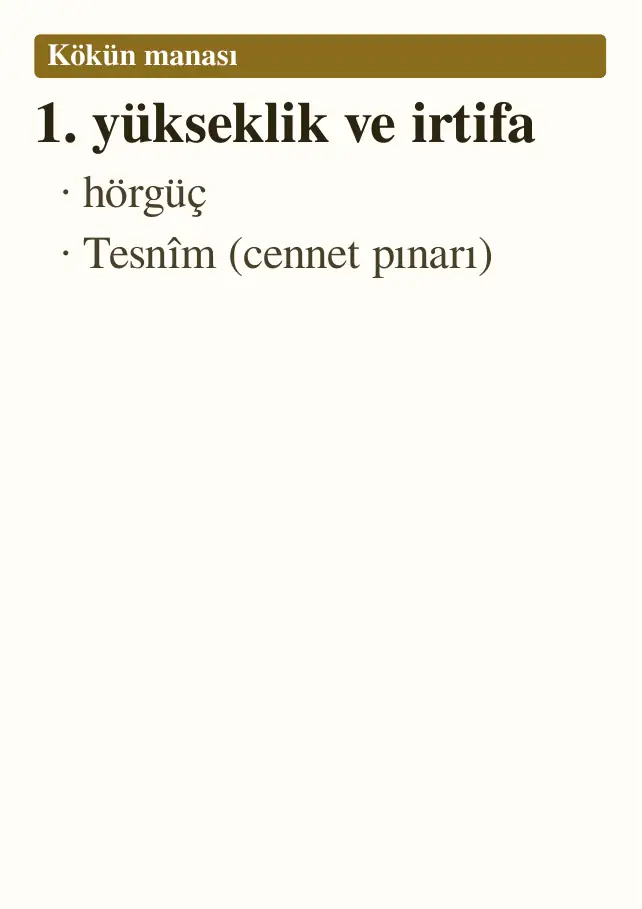 Kökün manası
1. yükseklik ve irtifa
· hörgüç
· Tesnîm (cennet pınarı)